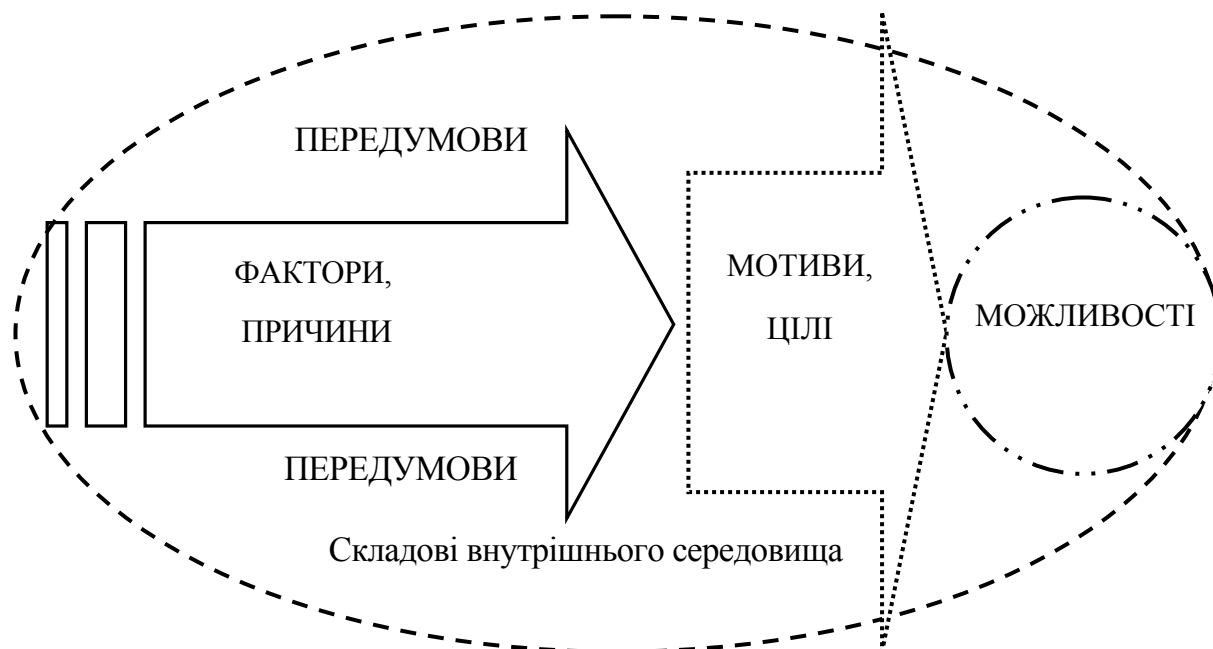 ПЕРЕДУМОВИ
ФАКТОРИ,
ПРИЧИНИ
МОТИВИ,
ЦІЛІ
МОЖЛИВОСТІ
ПЕРЕДУМОВИ
Складові внутрішнього середовища